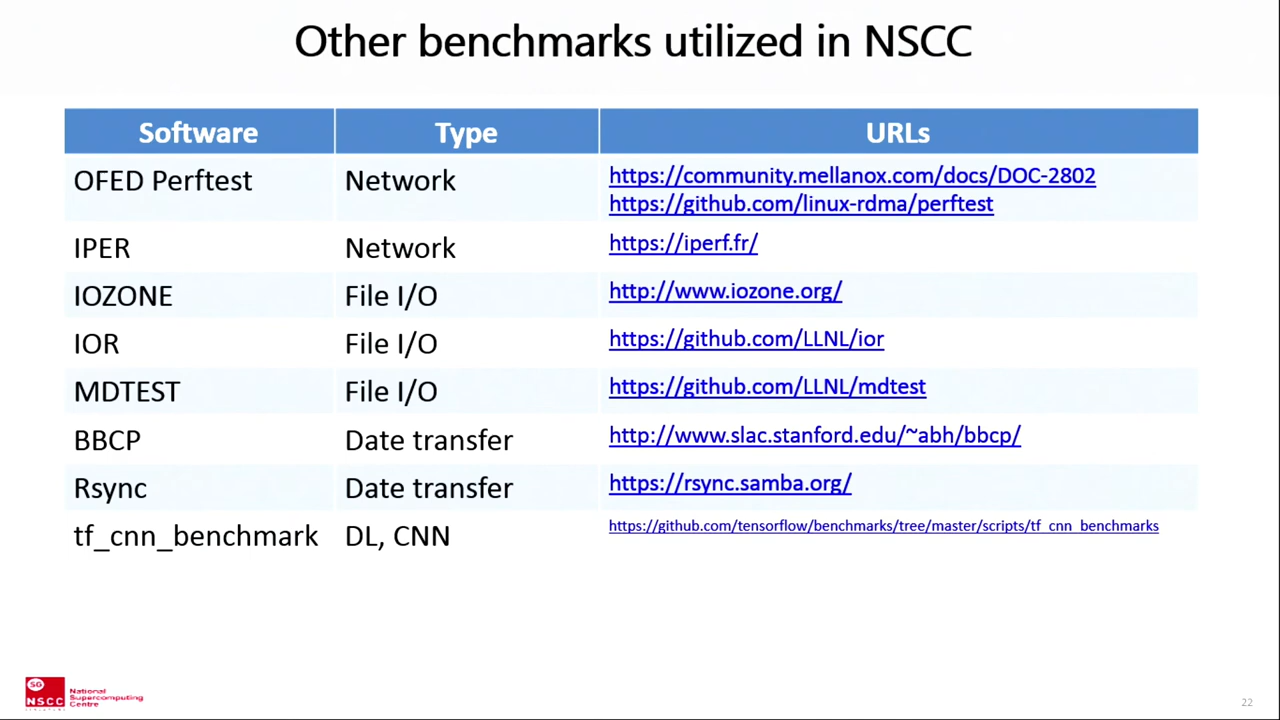 Other benchmarks utilized in NSCC
Software Type URLs
OFED Perftest Network https://community.mellanox.com/docs/DOC-2802
https://github.com/linux-rdma/perftest
IPER Network https://iperf.fr/
IOZONE File I/O http://www.iozone.org/
IOR File I/O https://github.com/LLNL/ior
MDTEST File I/O https://github.com/LLNL/mdtest
BBCP Date transfer http://www.slac.stanford.edu/~abh/bbcp/
Rsync Date transfer https://rsync.samba.org/
tf_cnn_benchmark DL, CNN https://github.com/tensorflow/benchmarks/tree/master/scripts/tf_cnn_benchmarks
SG
NSCC
National
Supercomputing
Centre
22